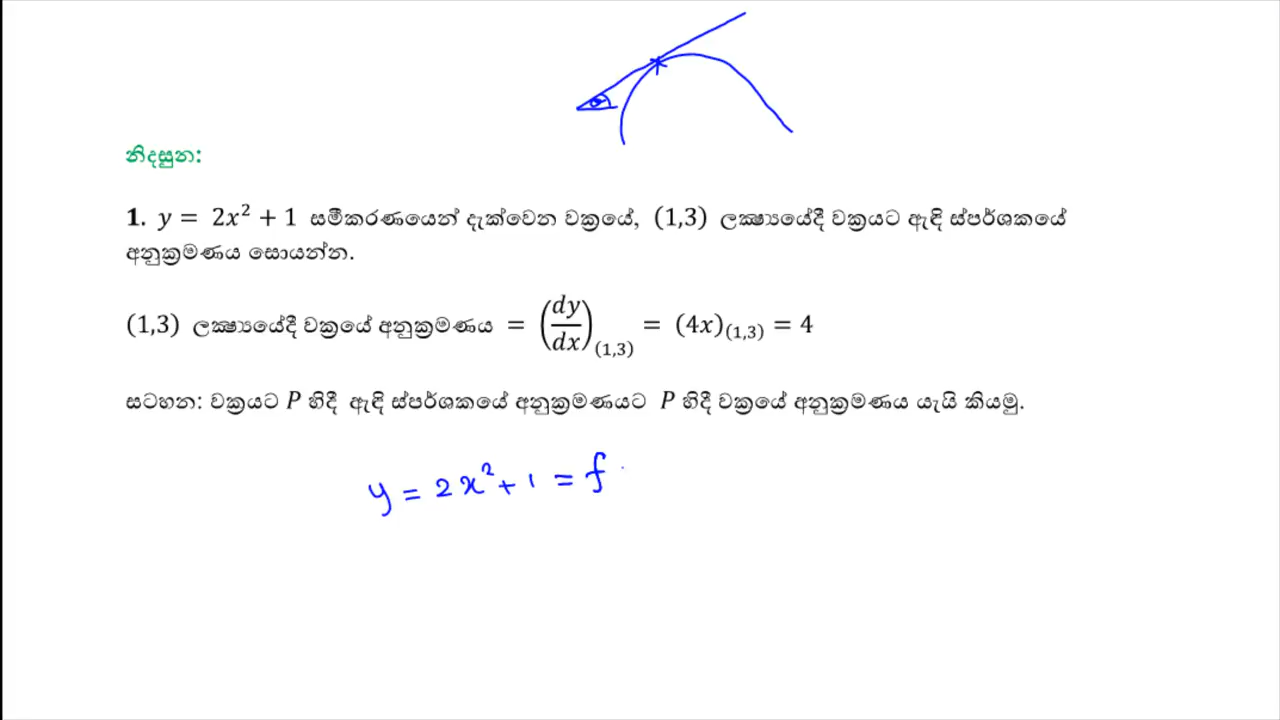 නිදසුන:
1. y = 2x² + 1 සමීකරණයෙන් දැක්වෙන වක්‍රයේ, (1,3) ලක්‍ෂ්‍යයේදී වක්‍රයට ඇඳි ස්පර්ශකයේ
අනුක්‍රමණය සොයන්න.
(1,3) ලක්‍ෂ්‍යයේදී වක්‍රයේ අනුක්‍රමණය = (dy/dx)₍₁,₃₎ = (4x)₍₁,₃₎ = 4
සටහන: වක්‍රයට P හිදී ඇඳි ස්පර්ශකයේ අනුක්‍රමණයට P හිදී වක්‍රයේ අනුක්‍රමණය යැයි කියමු.
y = 2x² + 1 = f